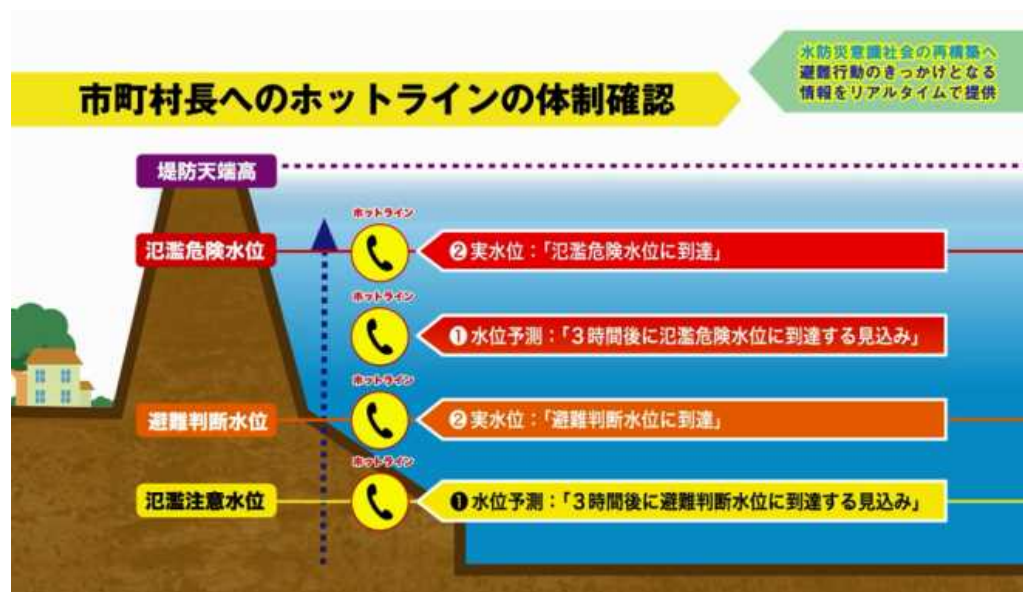 水防災意識社会の再構築へ
避難行動のきっかけとなる
情報をリアルタイムで提供
市町村長へのホットラインの体制確認
堤防天端高
ホットライン
氾濫危険水位
❷実水位:「氾濫危険水位に到達」
ホットライン
❶水位予測:「3時間後に氾濫危険水位に到達する見込み」
ホットライン
避難判断水位
❷実水位:「避難判断水位に到達」
ホットライン
氾濫注意水位
❶水位予測:「3時間後に避難判断水位に到達する見込み」